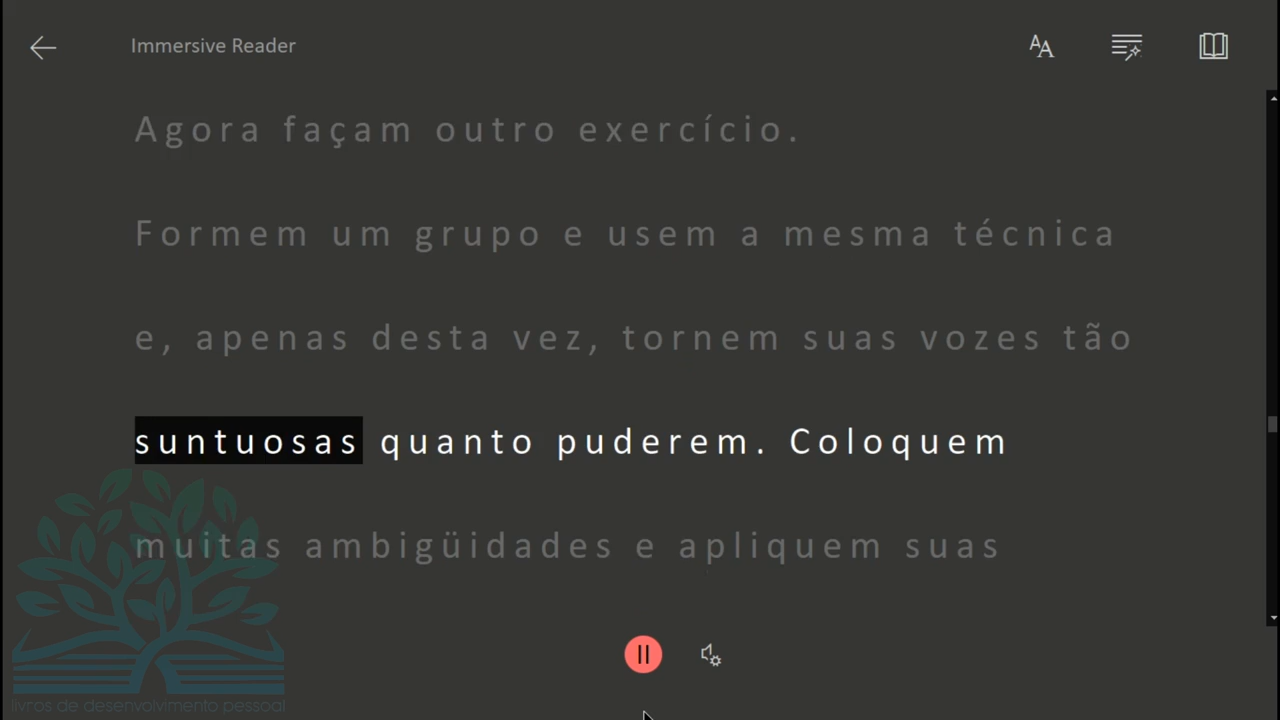 Immersive Reader
Agora façam outro exercício.
Formem um grupo e usem a mesma técnica
e, apenas desta vez, tornem suas vozes tão
suntuosas quanto puderem. Coloquem
muitas ambigüidades e apliquem suas
livros de desenvolvimento pessoal